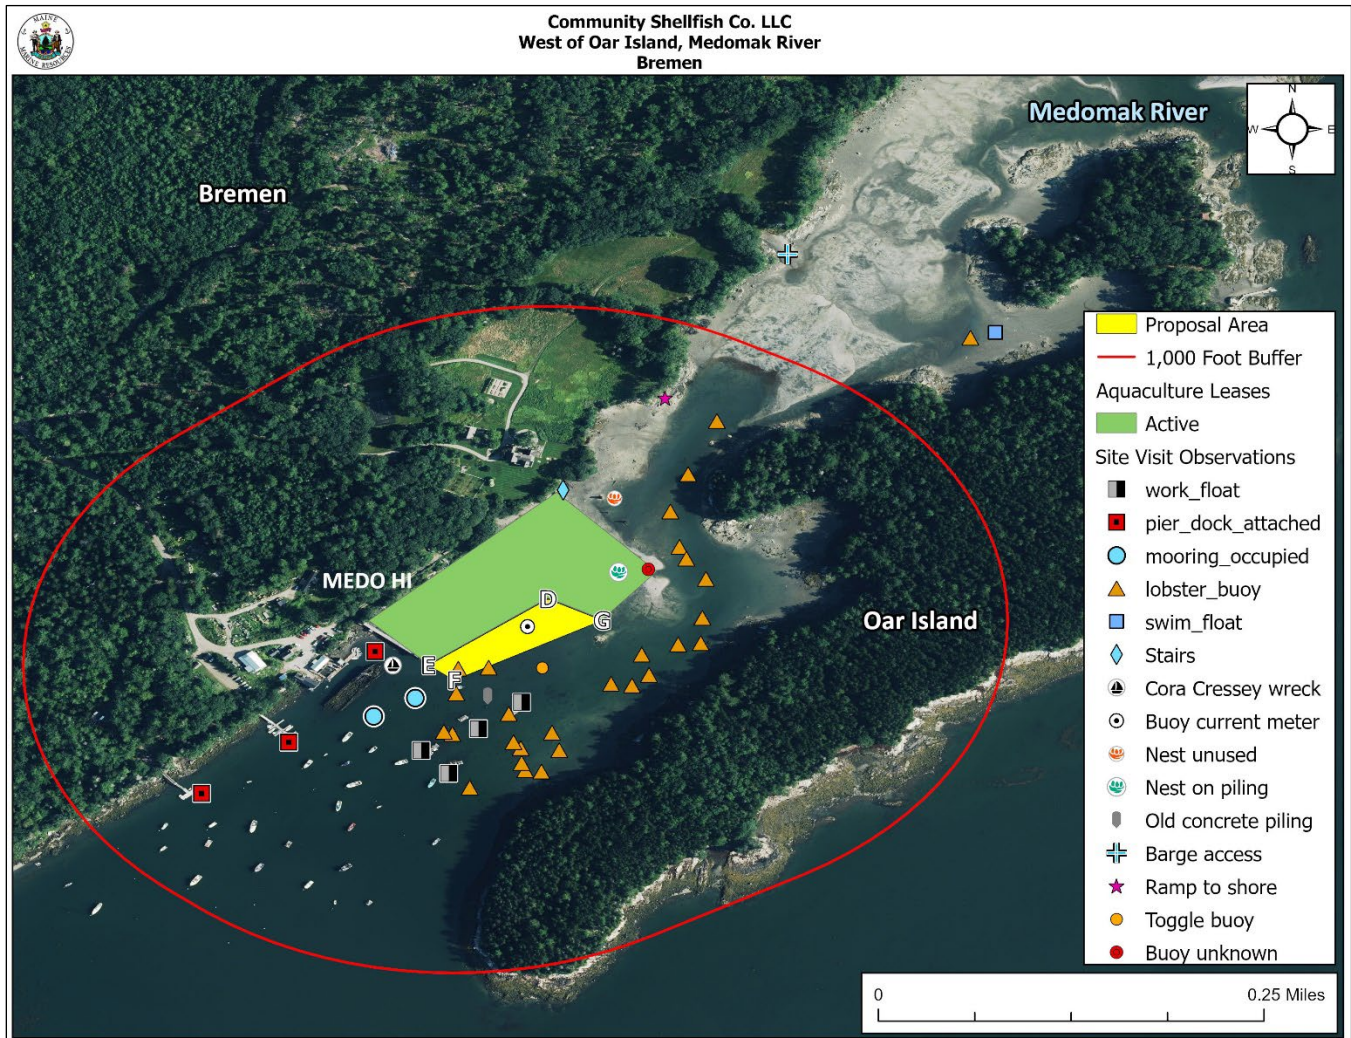 Community Shellfish Co. LLC
West of Oar Island, Medomak River
Bremen
MAINE
MARINE RESOURCES
Medomak River
N
W E
S
Bremen
Proposal Area
1,000 Foot Buffer
Aquaculture Leases
Active
Site Visit Observations
work_float
pier_dock_attached
mooring_occupied
lobster_buoy
swim_float
Stairs
Cora Cressey wreck
Buoy current meter
Nest unused
Nest on piling
Old concrete piling
Barge access
Ramp to shore
Toggle buoy
Buoy unknown
MEDO HI
D
G
E
F
Oar Island
0 0.25 Miles